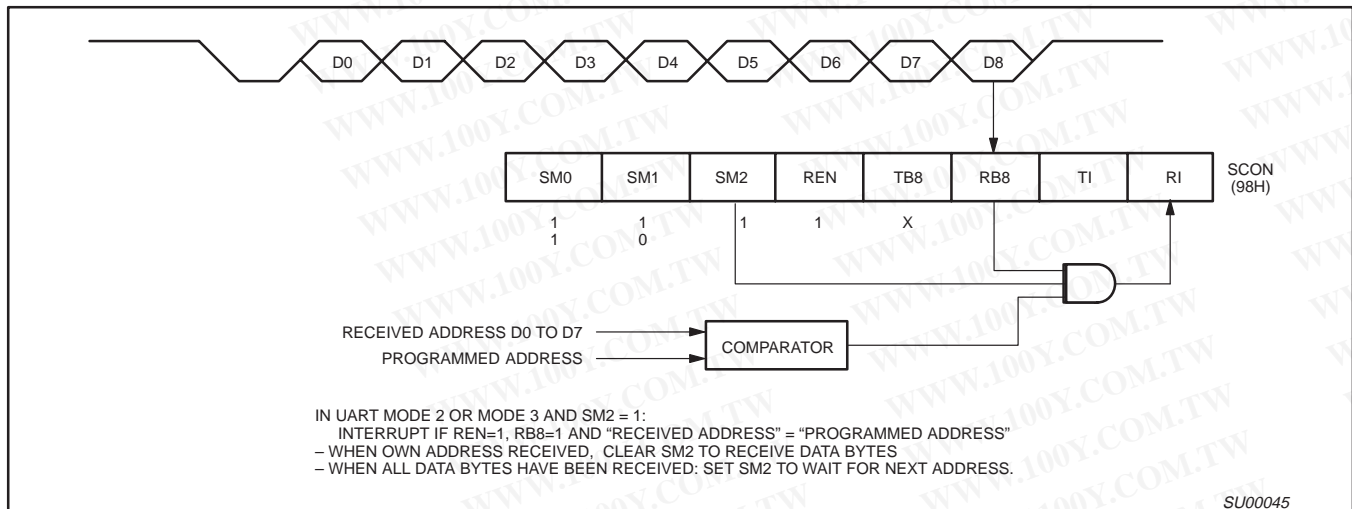 D0 D1 D2 D3 D4 D5 D6 D7 D8
SM0 SM1 SM2 REN TB8 RB8 TI RI
SCON
(98H)
1 1 1 1 X
1 0
RECEIVED ADDRESS D0 TO D7
PROGRAMMED ADDRESS
COMPARATOR
IN UART MODE 2 OR MODE 3 AND SM2 = 1:
INTERRUPT IF REN=1, RB8=1 AND “RECEIVED ADDRESS” = “PROGRAMMED ADDRESS”
– WHEN OWN ADDRESS RECEIVED, CLEAR SM2 TO RECEIVE DATA BYTES
– WHEN ALL DATA BYTES HAVE BEEN RECEIVED: SET SM2 TO WAIT FOR NEXT ADDRESS.
SU00045
WWW.100Y.COM.TW